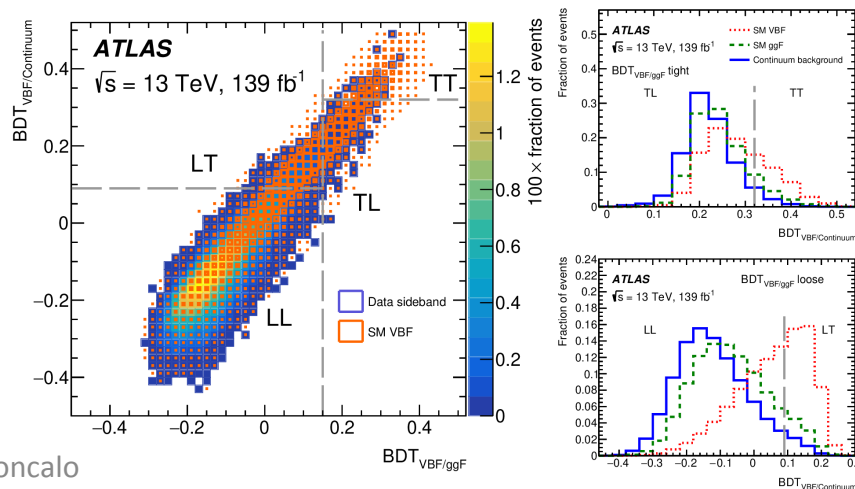 ATLAS
√s = 13 TeV, 139 fb⁻¹
TT
LT
TL
LL
Data sideband
SM VBF
BDT_VBF/Continuum
0.4
0.2
0
−0.2
−0.4
−0.4 −0.2 0 0.2 0.4
BDT_VBF/ggF
1.2
1
0.8
0.6
0.4
0.2
0
100 × fraction of events
oncalo
ATLAS
√s = 13 TeV, 139 fb⁻¹
BDT_VBF/ggF tight
TL
TT
SM VBF
SM ggF
Continuum background
Fraction of events
0.5
0.4
0.3
0.2
0.1
0
0 0.1 0.2 0.3 0.4 0.5
BDT_VBF/Continuum
ATLAS
BDT_VBF/ggF loose
√s = 13 TeV, 139 fb⁻¹
LL
LT
Fraction of events
0.24
0.22
0.2
0.18
0.16
0.14
0.12
0.1
0.08
0.06
0.04
0.02
0
−0.4 −0.3 −0.2 −0.1 0 0.1 0.2
BDT_VBF/Continuum